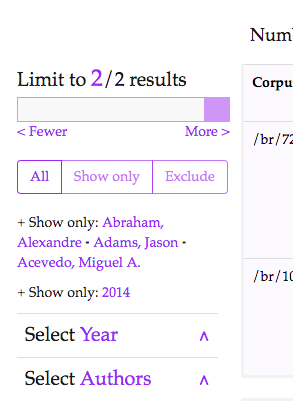 Limit to 2/2 results
< Fewer
More >
All
Show only
Exclude
+ Show only: Abraham,
Alexandre · Adams, Jason ·
Acevedo, Miguel A.
+ Show only: 2014
Select Year
Select Authors
Num
Corpu
/br/72
/br/10